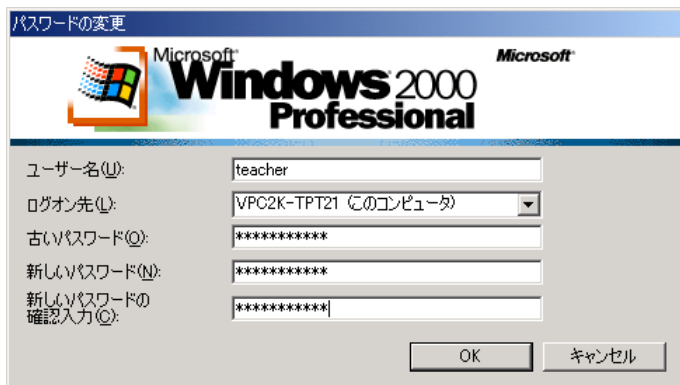 パスワードの変更
Microsoft
Windows 2000
Professional
Microsoft
ユーザー名(U):
teacher
ログオン先(L):
VPC2K-TPT21 (このコンピュータ)
古いパスワード(O):
***********
新しいパスワード(N):
***********
新しいパスワードの
確認入力(C):
***********
OK
キャンセル